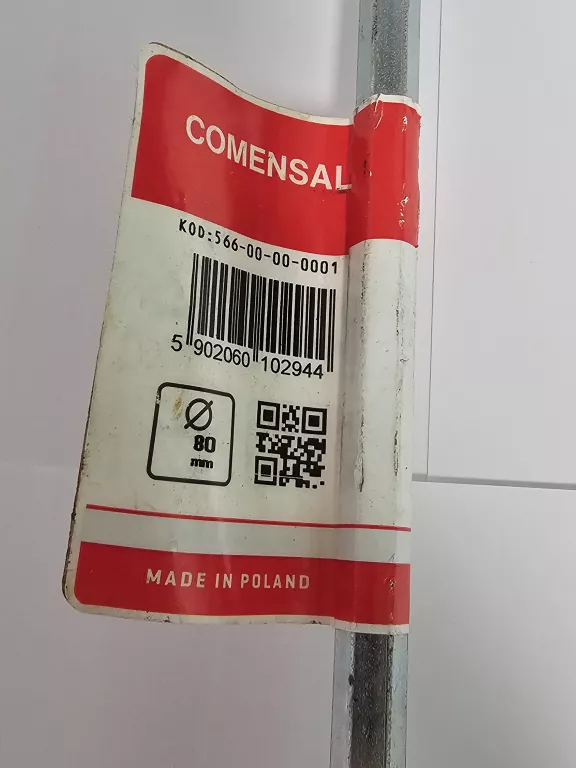 COMENSAL
KOD:566-00-00-0001
5 902060 102944
Ø
80
mm
MADE IN POLAND